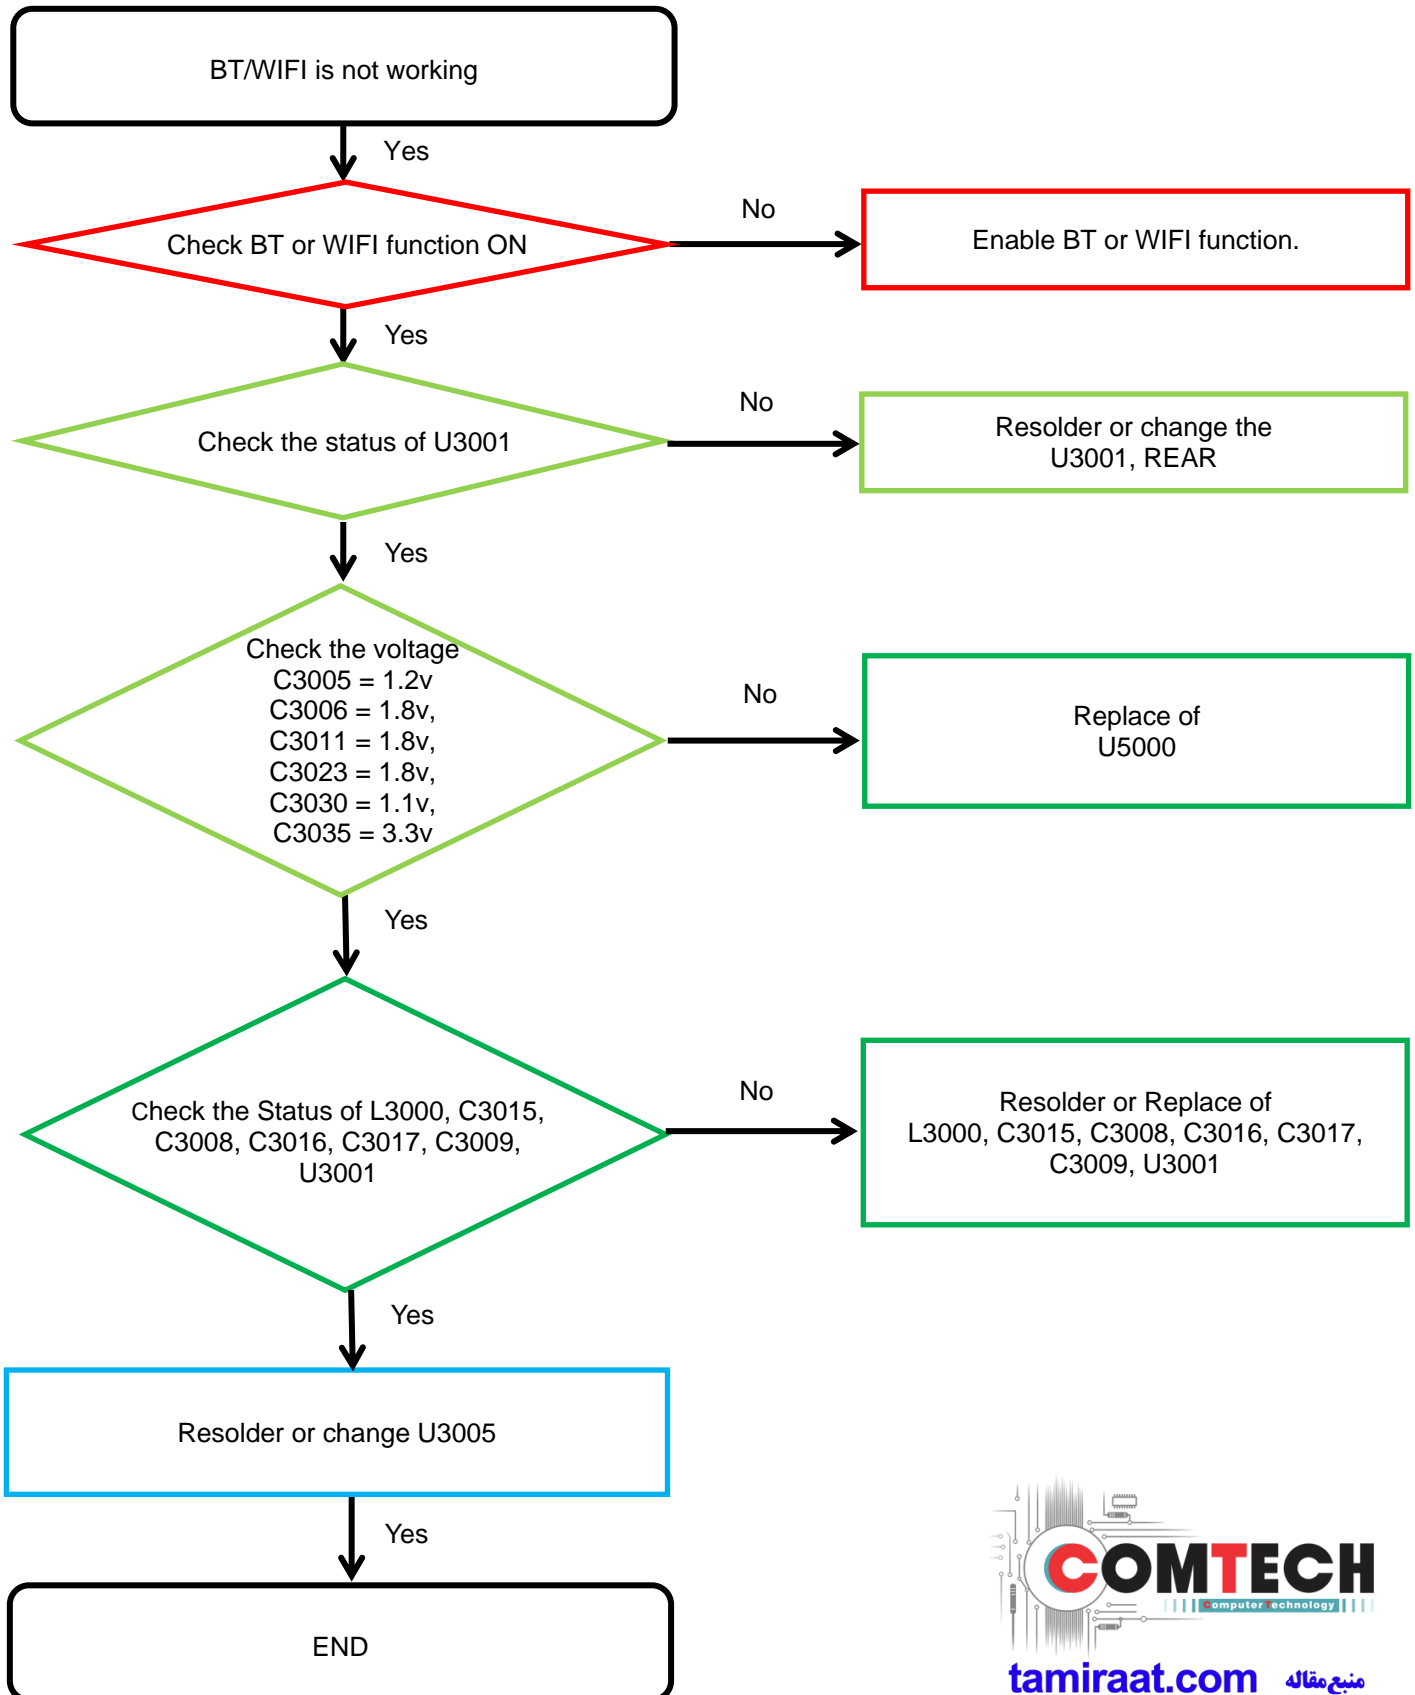 BT/WIFI is not working
Yes
Check BT or WIFI function ON
No
Enable BT or WIFI function.
Yes
Check the status of U3001
No
Resolder or change the
U3001, REAR
Yes
Check the voltage
C3005 = 1.2v
C3006 = 1.8v,
C3011 = 1.8v,
C3023 = 1.8v,
C3030 = 1.1v,
C3035 = 3.3v
No
Replace of
U5000
Yes
Check the Status of L3000, C3015,
C3008, C3016, C3017, C3009,
U3001
No
Resolder or Replace of
L3000, C3015, C3008, C3016, C3017,
C3009, U3001
Yes
Resolder or change U3005
Yes
END
COMTECH
Computer Technology
tamiraat.com منبع مقاله